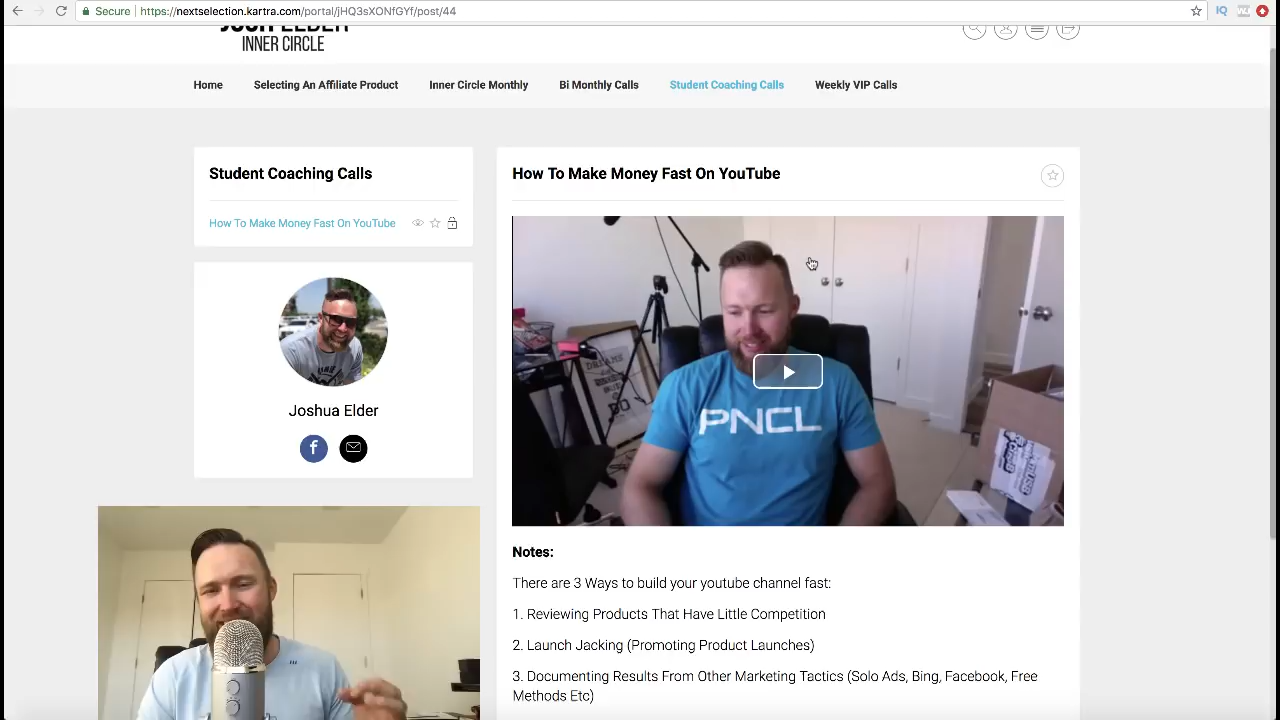 Secure
https://nextselection.kartra.com/portal/jHQ3sXONfGYf/post/44
JOSH ELDER
INNER CIRCLE
Home
Selecting An Affiliate Product
Inner Circle Monthly
Bi Monthly Calls
Student Coaching Calls
Weekly VIP Calls
Student Coaching Calls
How To Make Money Fast On YouTube
Joshua Elder
How To Make Money Fast On YouTube
PNCL
Notes:
There are 3 Ways to build your youtube channel fast:
1. Reviewing Products That Have Little Competition
2. Launch Jacking (Promoting Product Launches)
3. Documenting Results From Other Marketing Tactics (Solo Ads, Bing, Facebook, Free
Methods Etc)